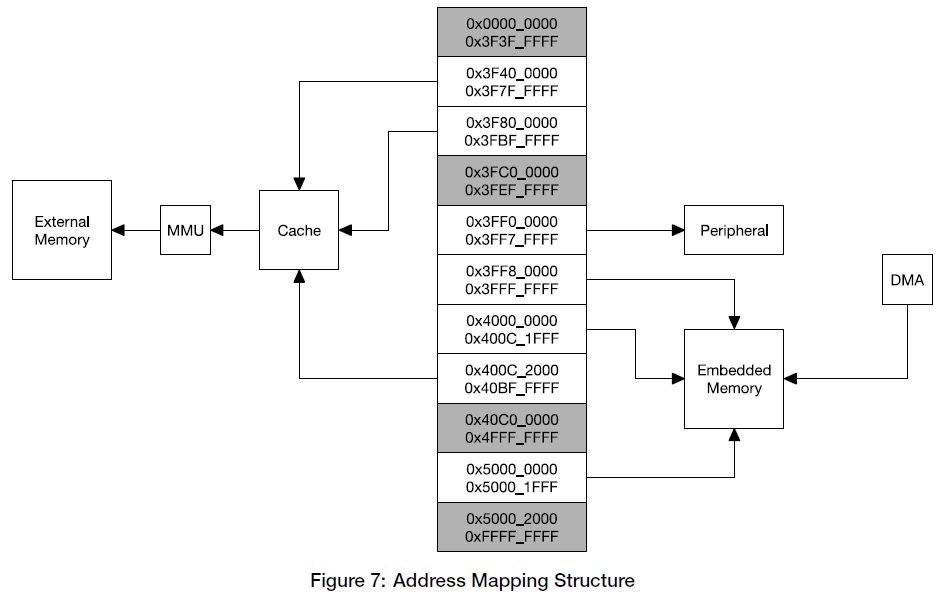 0x0000_0000
0x3F3F_FFFF
0x3F40_0000
0x3F7F_FFFF
0x3F80_0000
0x3FBF_FFFF
0x3FC0_0000
0x3FEF_FFFF
0x3FF0_0000
0x3FF7_FFFF
0x3FF8_0000
0x3FFF_FFFF
0x4000_0000
0x400C_1FFF
0x400C_2000
0x40BF_FFFF
0x40C0_0000
0x4FFF_FFFF
0x5000_0000
0x5000_1FFF
0x5000_2000
0xFFFF_FFFF
External
Memory
MMU
Cache
Peripheral
DMA
Embedded
Memory
Figure 7: Address Mapping Structure